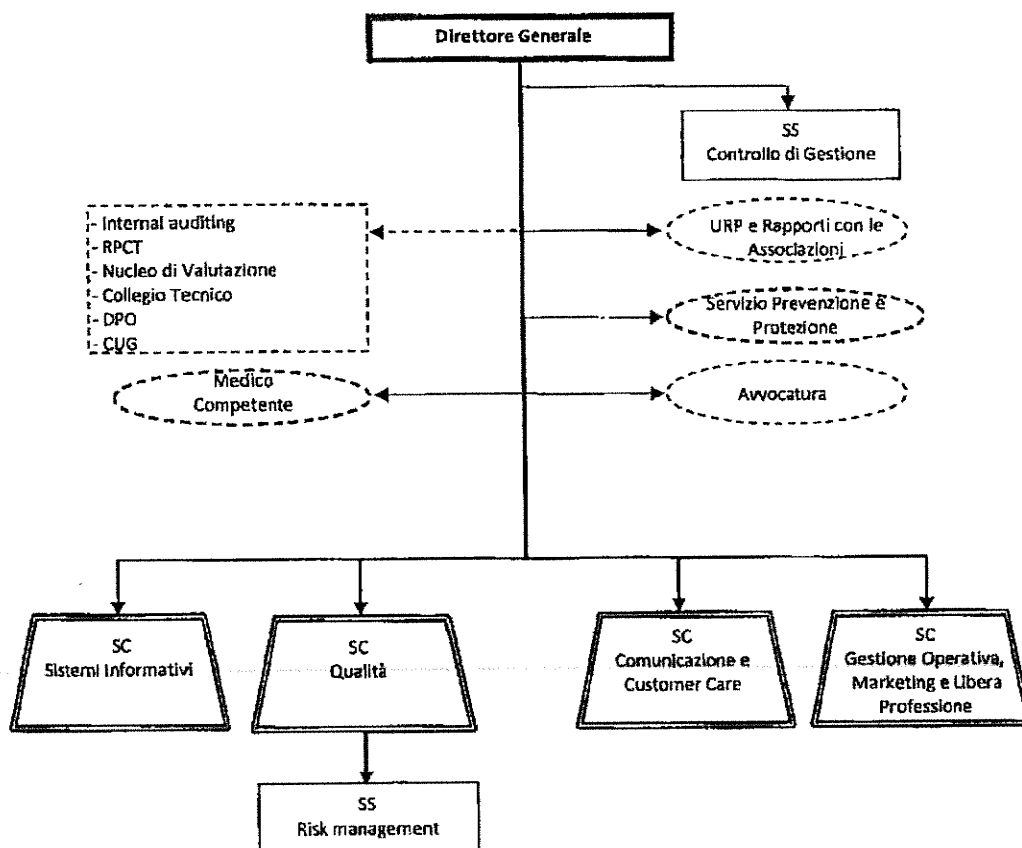 Direttore Generale
SS
Controllo di Gestione
- Internal auditing
- RPCT
- Nucleo di Valutazione
- Collegio Tecnico
- DPO
- CUG
URP e Rapporti con le
Associazioni
Servizio Prevenzione e
Protezione
Medico
Competente
Avvocatura
SC
Sistemi Informativi
SC
Qualità
SC
Comunicazione e
Customer Care
SC
Gestione Operativa,
Marketing e Libera
Professione
SS
Risk management